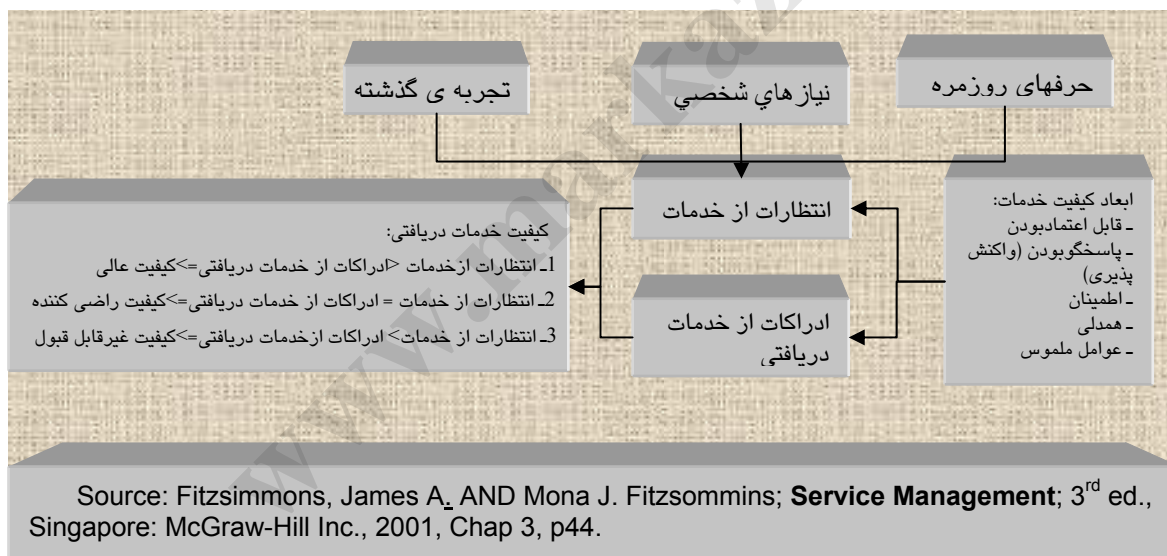 حرفهای روزمره
نیازهاي شخصي
تجربه ی گذشته
ابعاد کیفیت خدمات:
ـ قابل اعتمادبودن
ـ پاسخگوبودن (واکنش
پذیری)
ـ اطمینان
ـ همدلی
ـ عوامل ملموس
انتظارات از خدمات
ادراکات از خدمات
دریافتی
کیفیت خدمات دریافتی:
1ـ انتظارات ازخدمات <ادراکات از خدمات دریافتی=>کیفیت عالی
2ـ انتظارات از خدمات = ادراکات از خدمات دریافتی=>کیفیت راضی کننده
3ـ انتظارات از خدمات> ادراکات ازخدمات دریافتی=>کیفیت غیرقابل قبول
Source: Fitzsimmons, James A. AND Mona J. Fitzsommins; Service Management; 3rd ed.,
Singapore: McGraw-Hill Inc., 2001, Chap 3, p44.